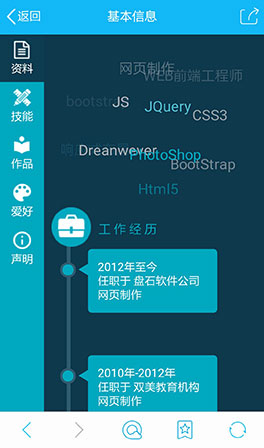 返回
基本信息
资料
技能
作品
爱好
声明
网页制作
WEB前端工程师
bootstr
JS
JQuery
CSS3
Dreanwever
PhotoShop
BootStrap
Html5
工作经历
2012年至今
任职于 盘石软件公司
网页制作
2010年-2012年
任职于 双美教育机构
网页制作